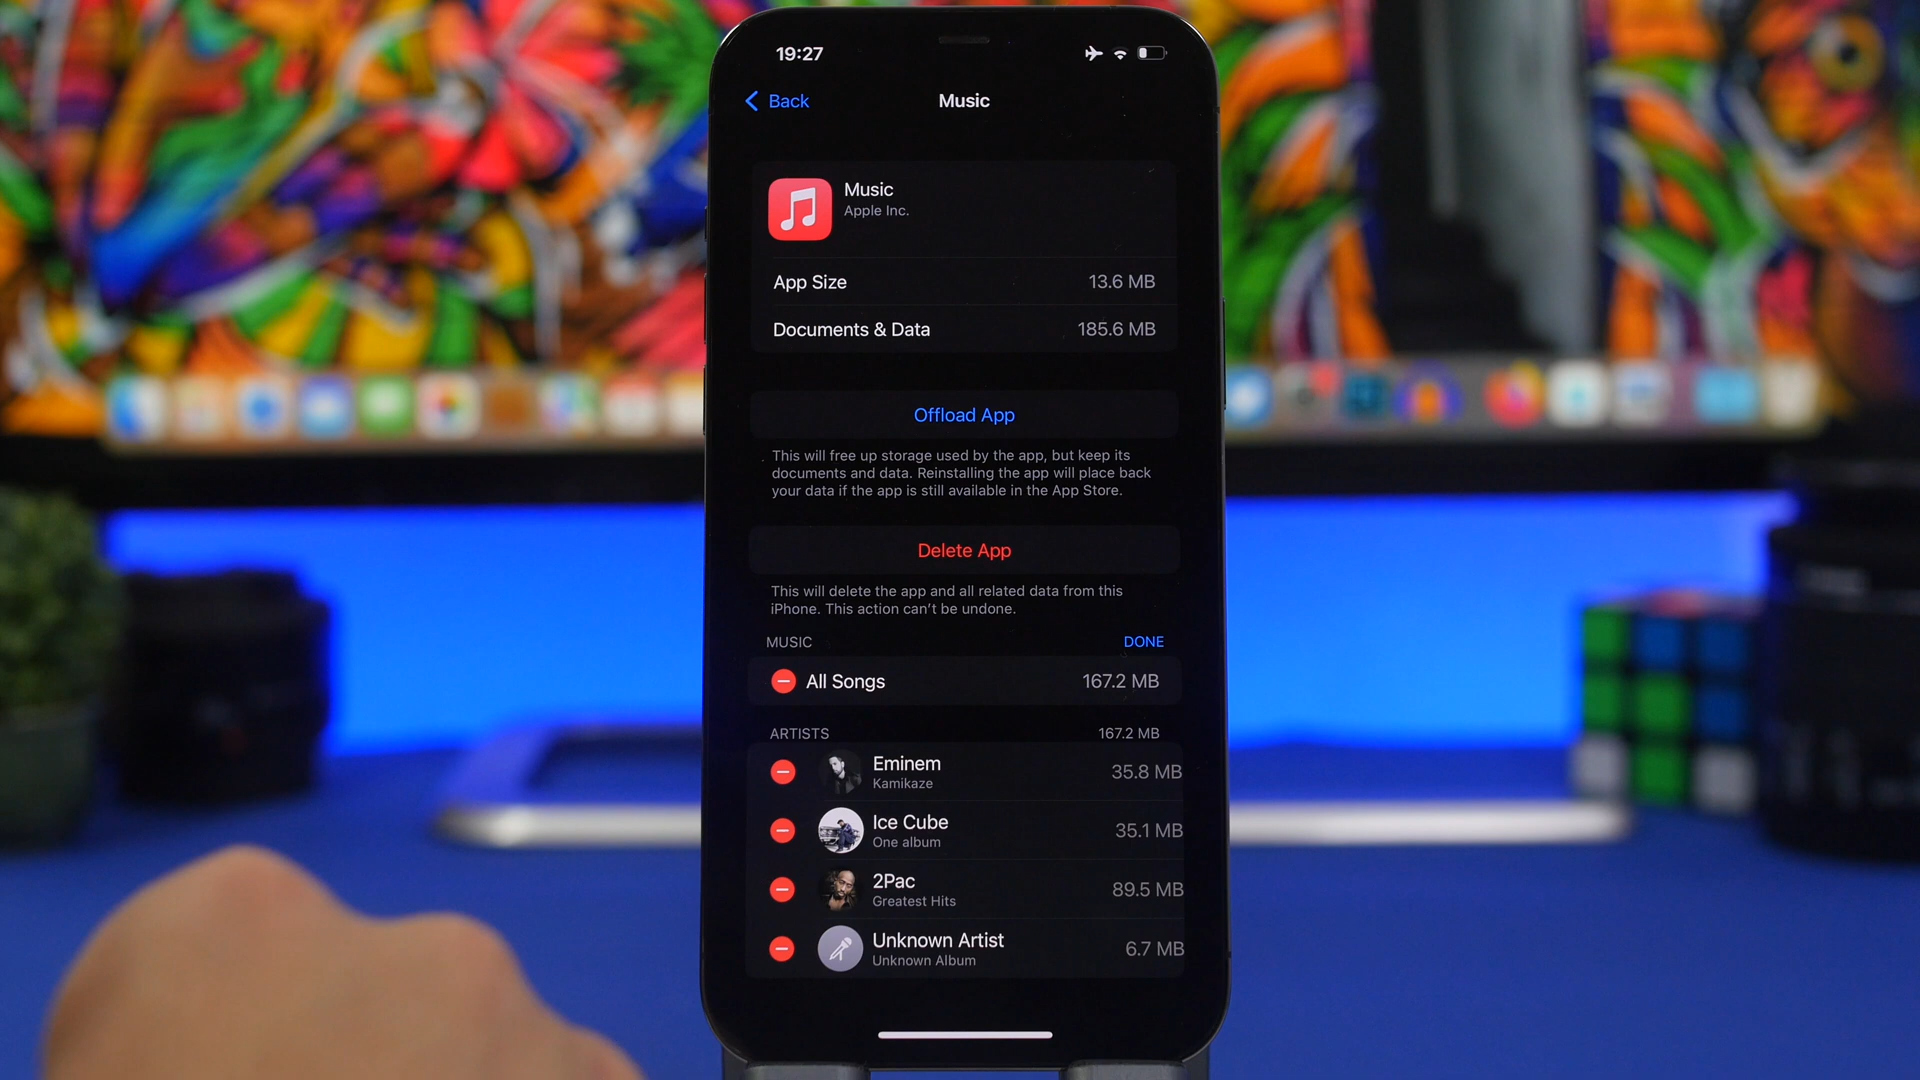 19:27
Back
Music
Music
Apple Inc.
App Size 13.6 MB
Documents & Data 185.6 MB
Offload App
This will free up storage used by the app, but keep its
documents and data. Reinstalling the app will place back
your data if the app is still available in the App Store.
Delete App
This will delete the app and all related data from this
iPhone. This action can't be undone.
MUSIC DONE
All Songs 167.2 MB
ARTISTS 167.2 MB
Eminem
Kamikaze
35.8 MB
Ice Cube
One album
35.1 MB
2Pac
Greatest Hits
89.5 MB
Unknown Artist
Unknown Album
6.7 MB